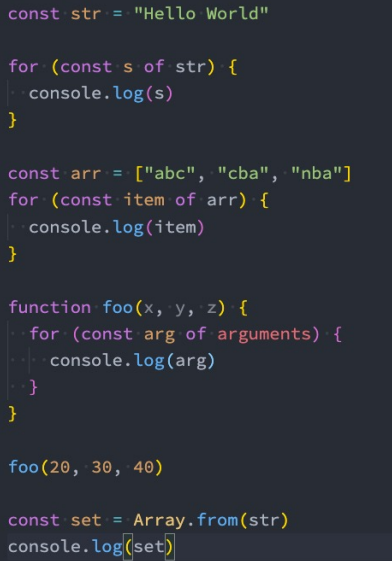 const str = "Hello World"
for (const s of str) {
console.log(s)
}
const arr = ["abc", "cba", "nba"]
for (const item of arr) {
console.log(item)
}
function foo(x, y, z) {
for (const arg of arguments) {
console.log(arg)
}
}
foo(20, 30, 40)
const set = Array.from(str)
console.log(set)